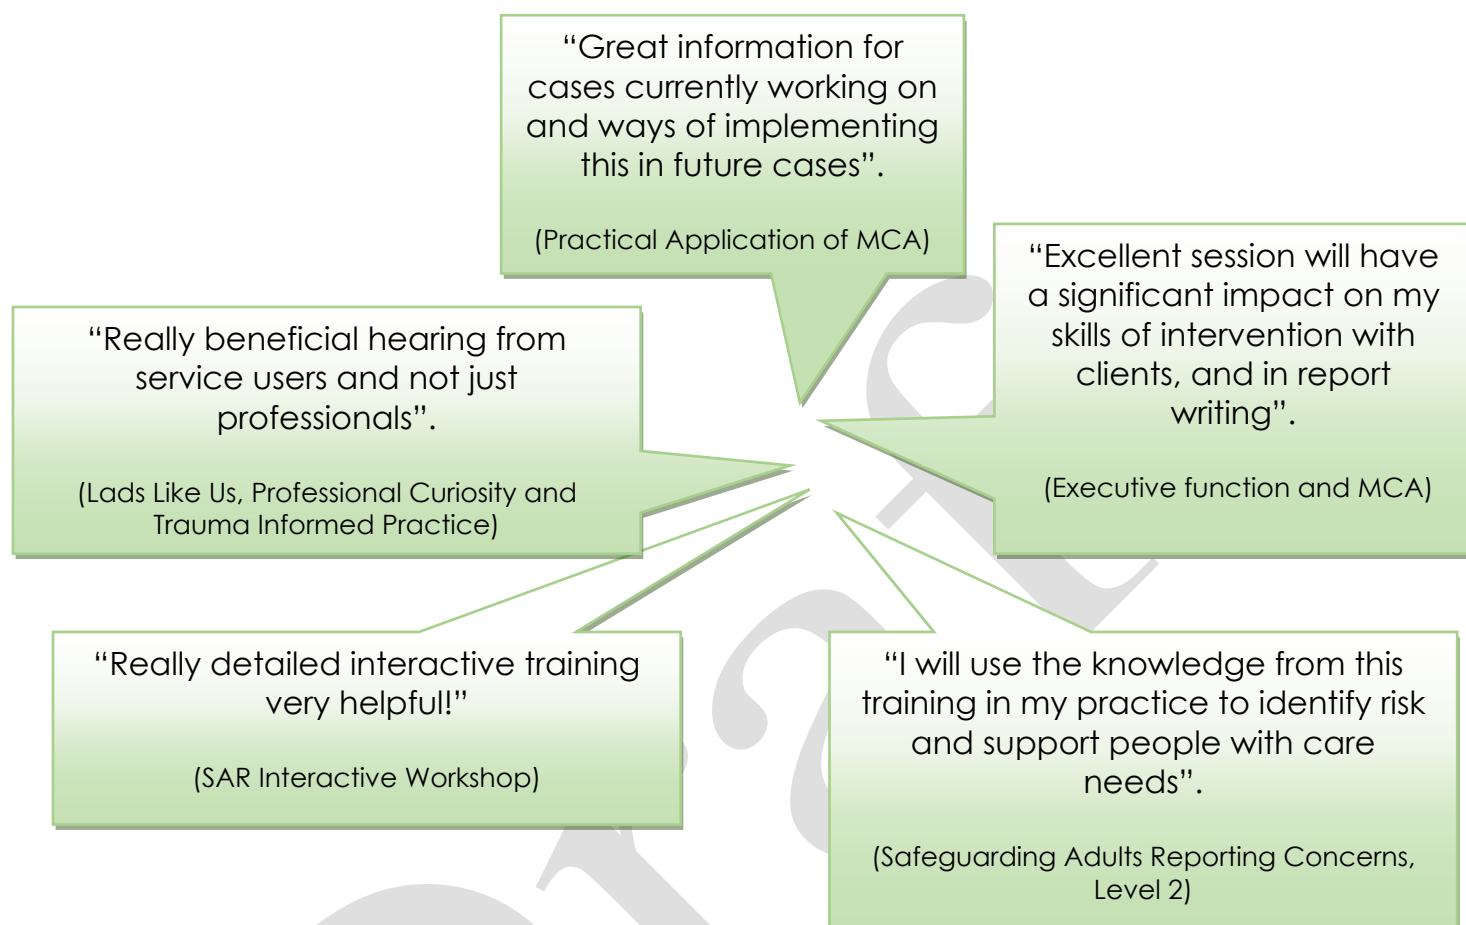 “Great information for
cases currently working on
and ways of implementing
this in future cases”.
(Practical Application of MCA)
“Excellent session will have
a significant impact on my
skills of intervention with
clients, and in report
writing”.
(Executive function and MCA)
“Really beneficial hearing from
service users and not just
professionals”.
(Lads Like Us, Professional Curiosity and
Trauma Informed Practice)
“Really detailed interactive training
very helpful!”
(SAR Interactive Workshop)
“I will use the knowledge from this
training in my practice to identify risk
and support people with care
needs”.
(Safeguarding Adults Reporting Concerns,
Level 2)